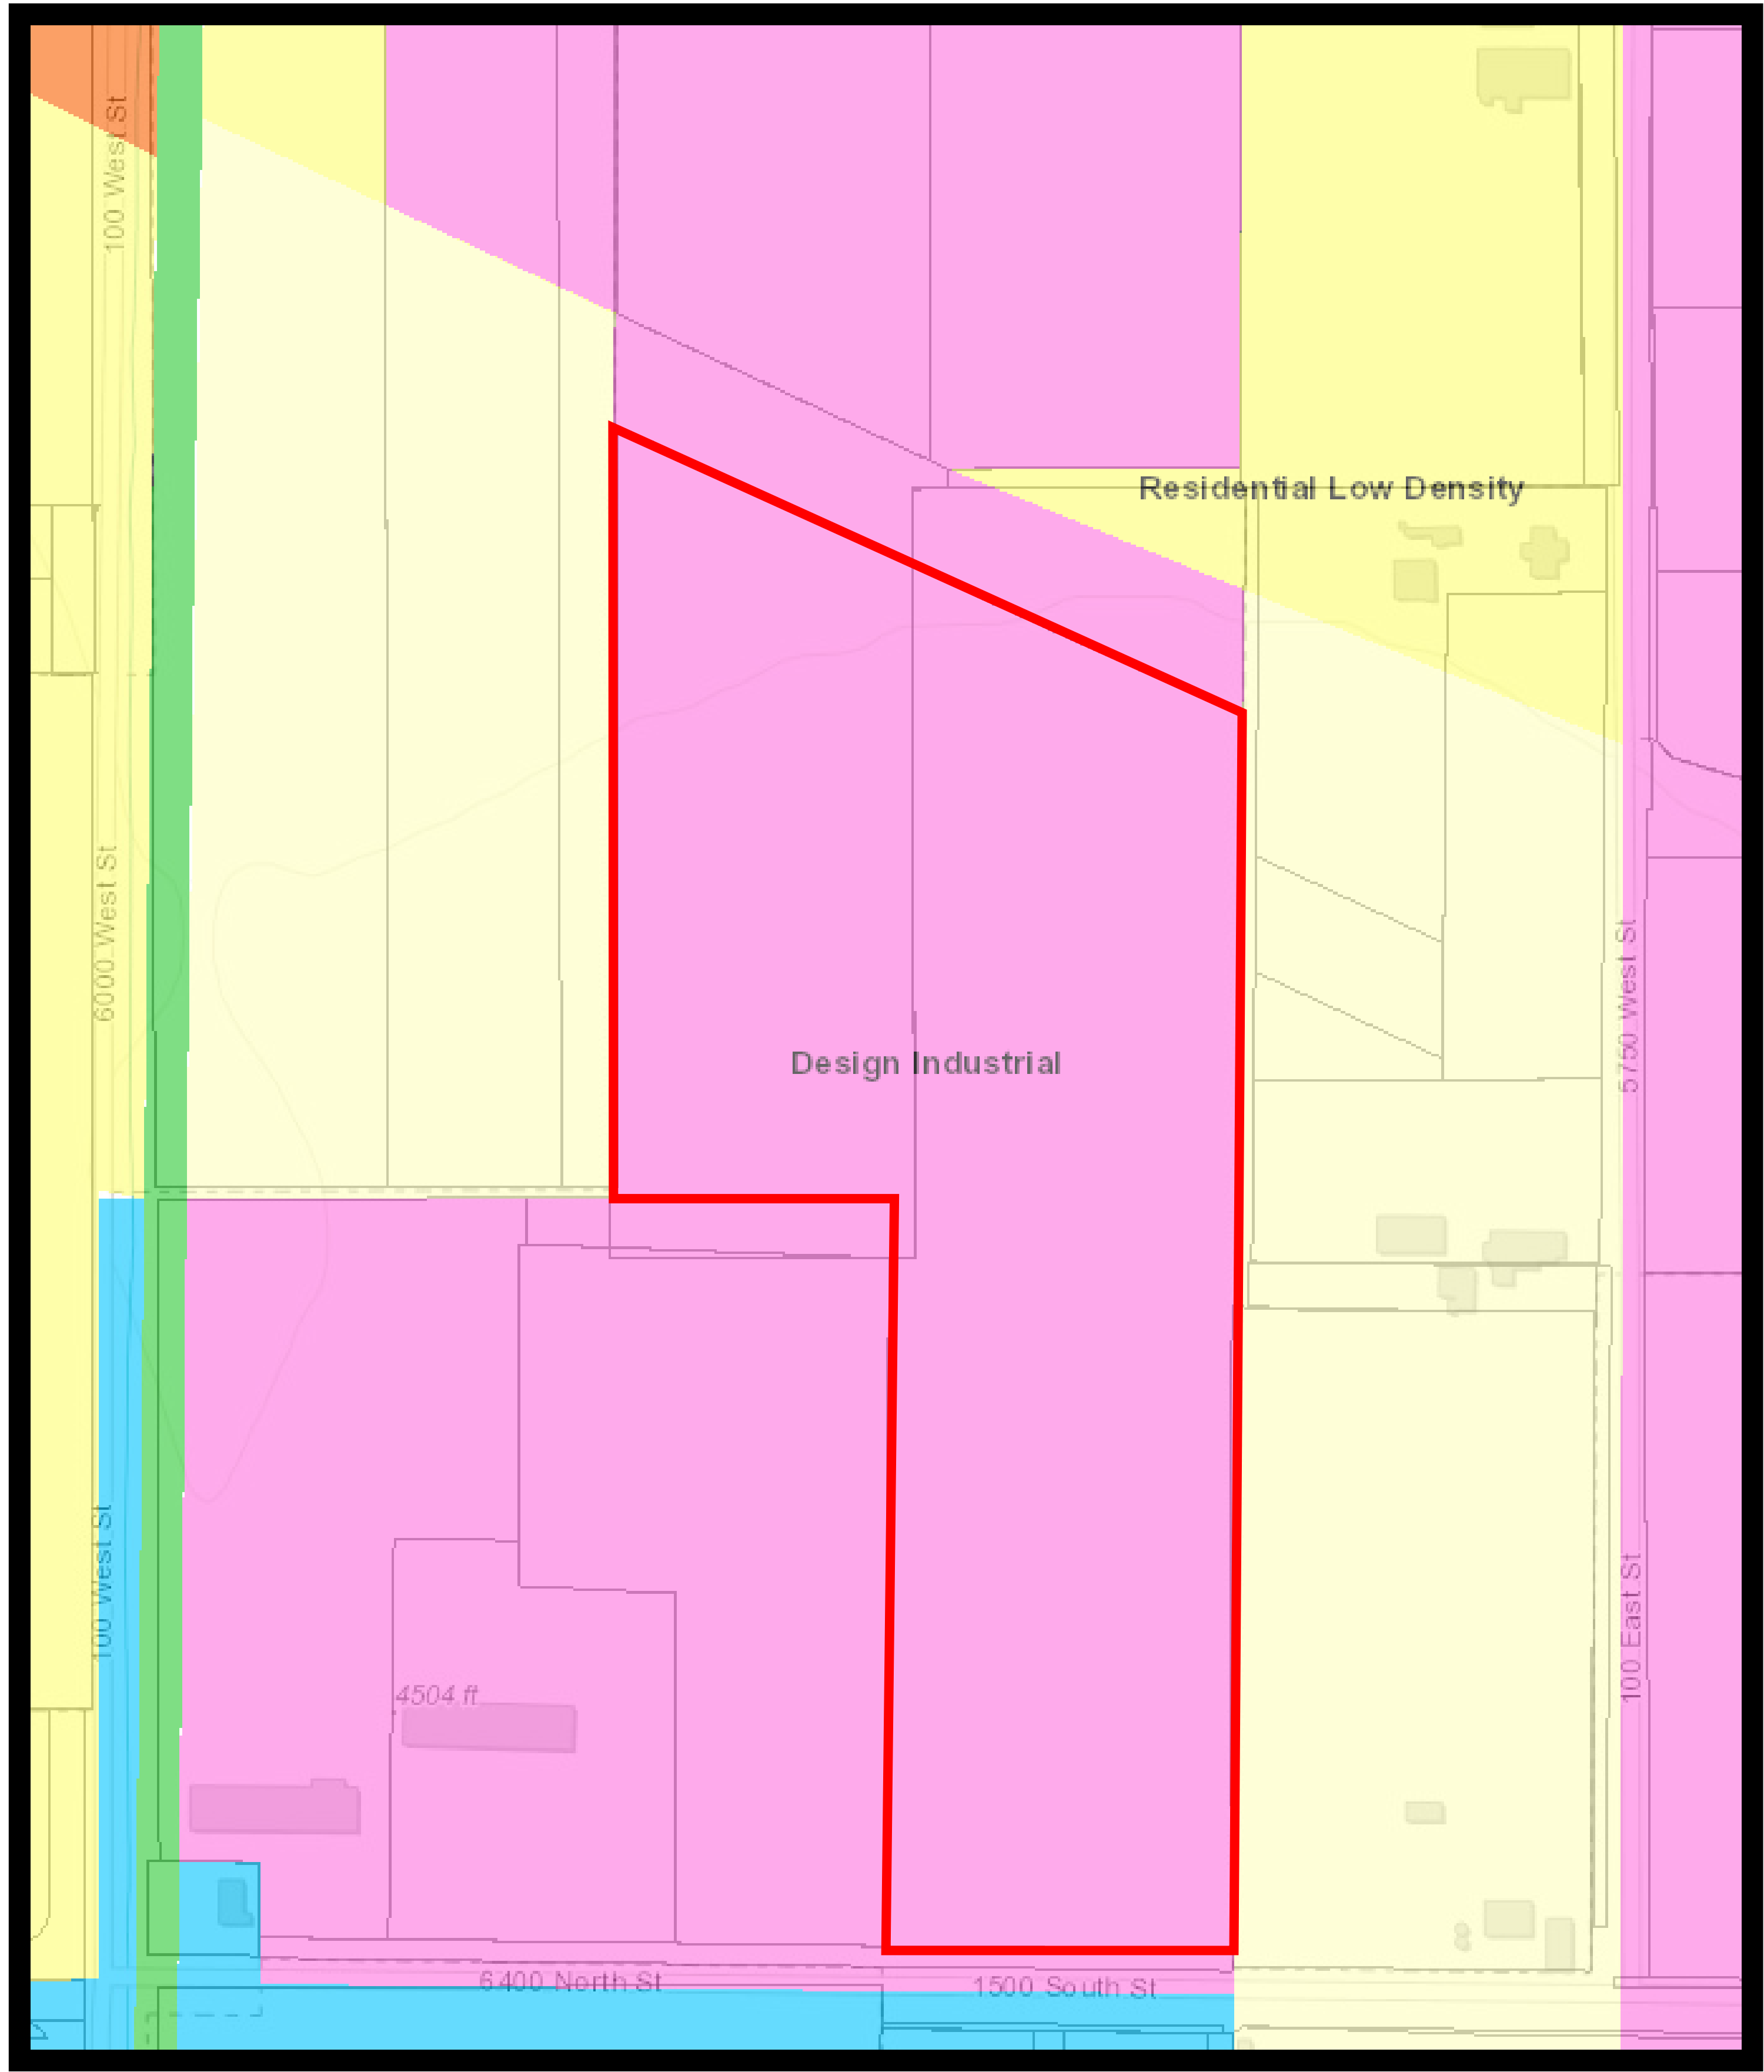 100 West St
Residential Low Density
6000 West St
5750 West St
Design Industrial
100 West St
100 East St
4504 ft
6400 North St
1500 South St